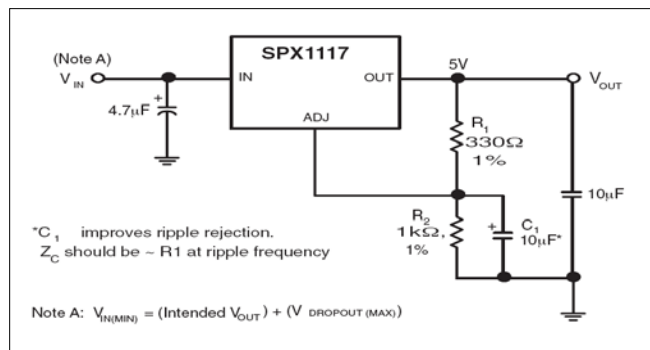 (Note A)
V IN
4.7μF
+
SPX1117
IN
OUT
ADJ
5V
V OUT
R1
330Ω
1%
R2
1kΩ,
1%
+
C1
10μF*
10μF
*C1 improves ripple rejection.
ZC should be ~ R1 at ripple frequency
Note A: VIN(MIN) = (Intended VOUT) + (V DROPOUT (MAX))